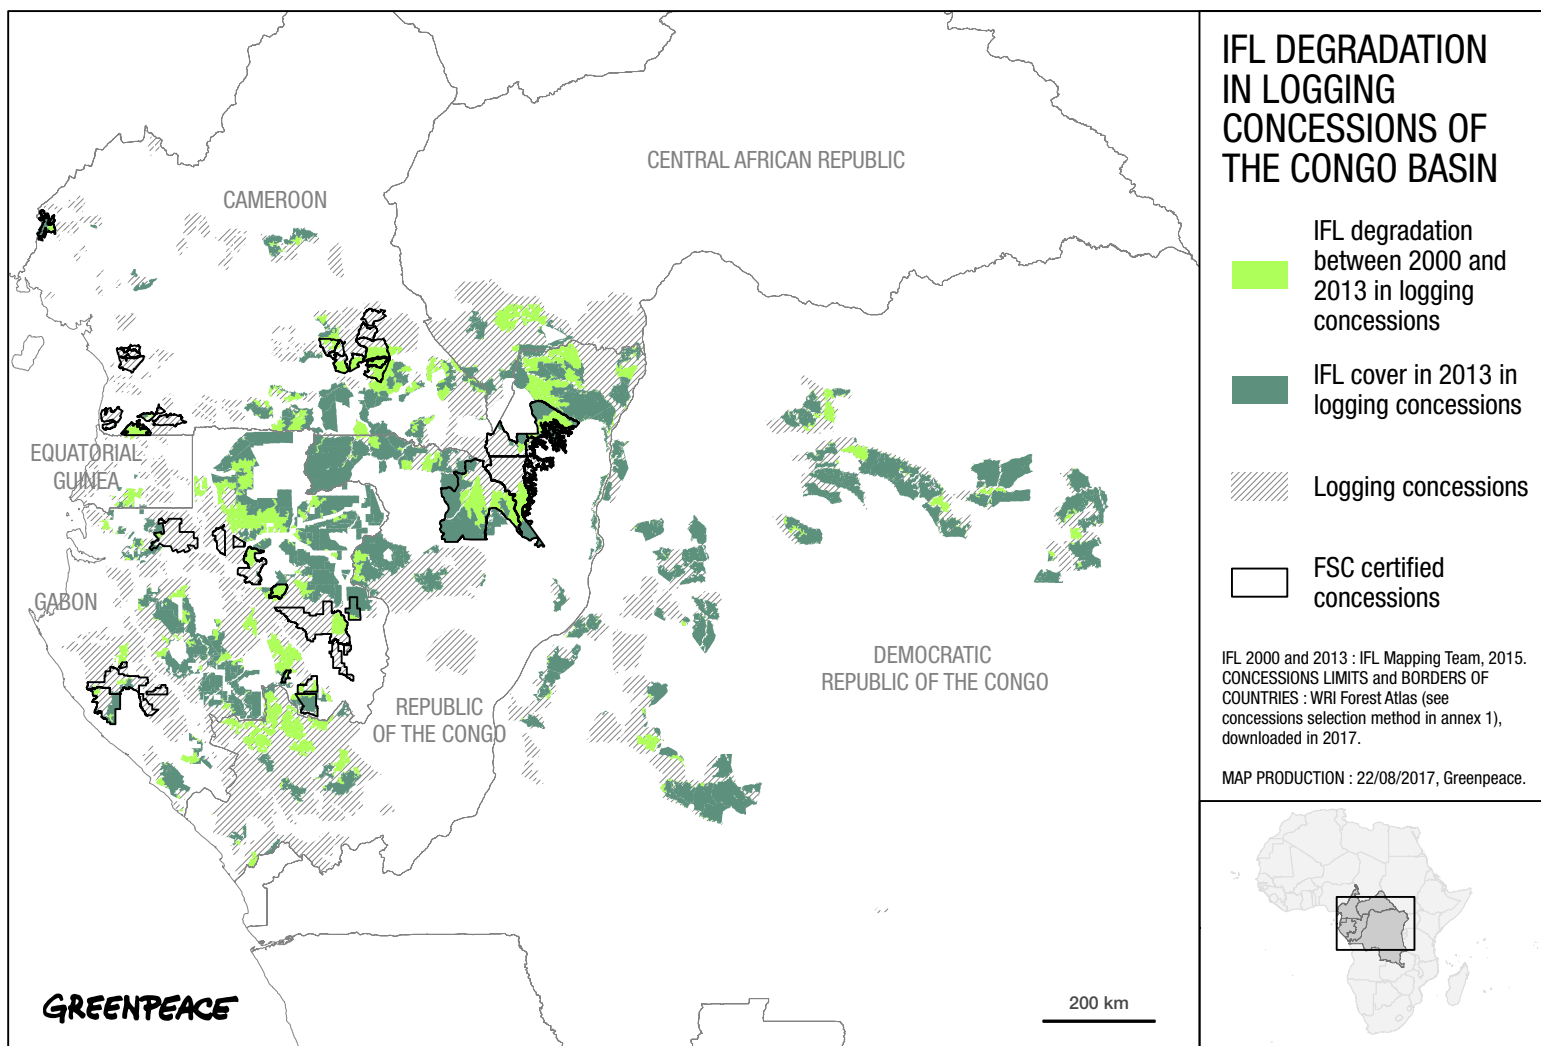 IFL DEGRADATION
IN LOGGING
CONCESSIONS OF
THE CONGO BASIN
IFL degradation
between 2000 and
2013 in logging
concessions
IFL cover in 2013 in
logging concessions
Logging concessions
FSC certified
concessions
IFL 2000 and 2013 : IFL Mapping Team, 2015.
CONCESSIONS LIMITS and BORDERS OF
COUNTRIES : WRI Forest Atlas (see
concessions selection method in annex 1),
downloaded in 2017.
MAP PRODUCTION : 22/08/2017, Greenpeace.
CENTRAL AFRICAN REPUBLIC
CAMEROON
EQUATORIAL
GUINEA
GABON
DEMOCRATIC
REPUBLIC OF THE CONGO
REPUBLIC
OF THE CONGO
GREENPEACE
200 km